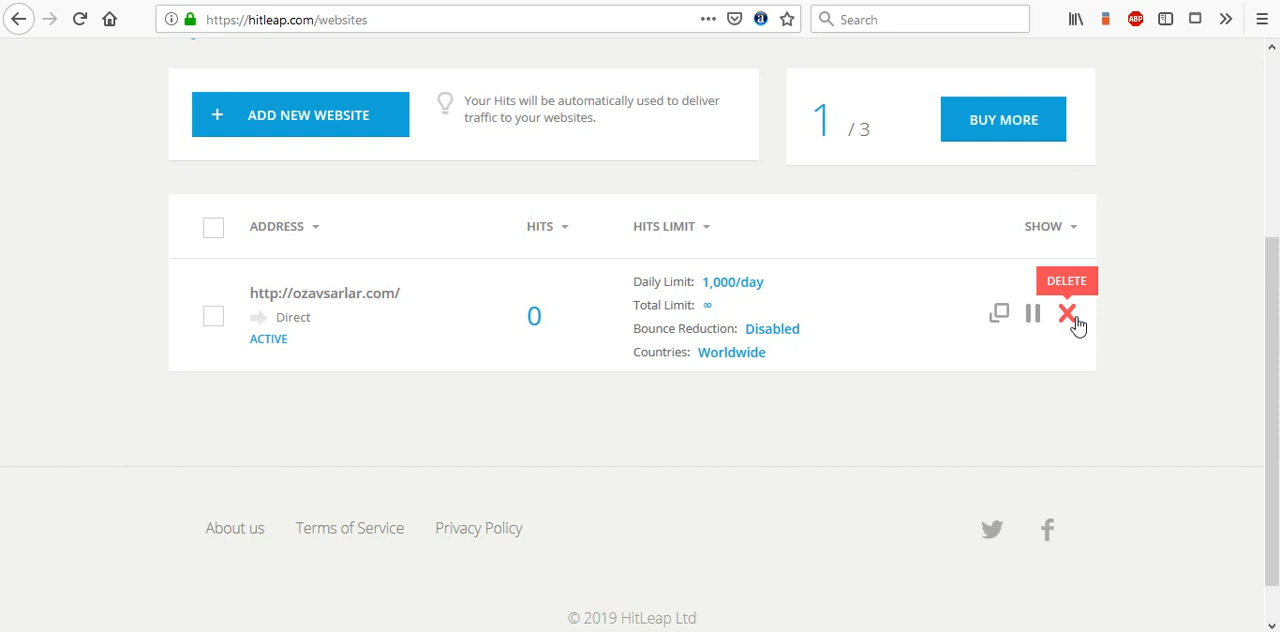 https://hitleap.com/websites
Search
ABP
+ ADD NEW WEBSITE
Your Hits will be automatically used to deliver
traffic to your websites.
1 / 3
BUY MORE
ADDRESS
HITS
HITS LIMIT
SHOW
http://ozavsarlar.com/
Direct
ACTIVE
0
Daily Limit: 1,000/day
Total Limit: ∞
Bounce Reduction: Disabled
Countries: Worldwide
DELETE
About us
Terms of Service
Privacy Policy
© 2019 HitLeap Ltd